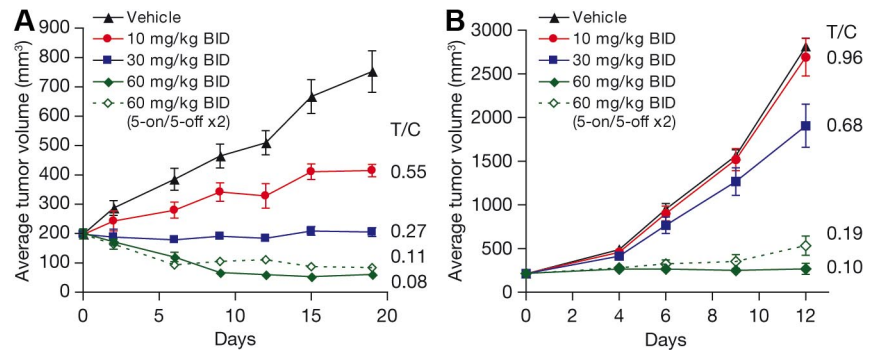 A
Vehicle
10 mg/kg BID
30 mg/kg BID
60 mg/kg BID
60 mg/kg BID
(5-on/5-off x2)
T/C
0.55
0.27
0.11
0.08
Average tumor volume (mm³)
900
800
700
600
500
400
300
200
100
0
0 5 10 15 20
Days
B
Vehicle
10 mg/kg BID
30 mg/kg BID
60 mg/kg BID
60 mg/kg BID
(5-on/5-off x2)
T/C
0.96
0.68
0.19
0.10
Average tumor volume (mm³)
3000
2500
2000
1500
1000
500
0
0 2 4 6 8 10 12
Days